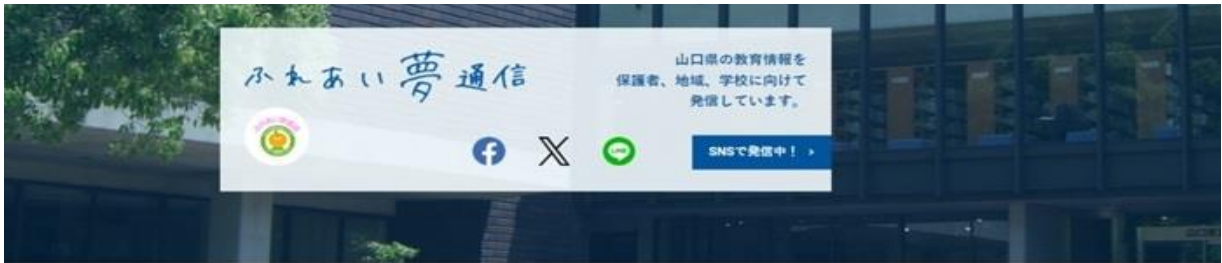 ふれあい夢通信
山口県の教育情報を
保護者、地域、学校に向けて
発信しています。
LINE
SNSで発信中！ >